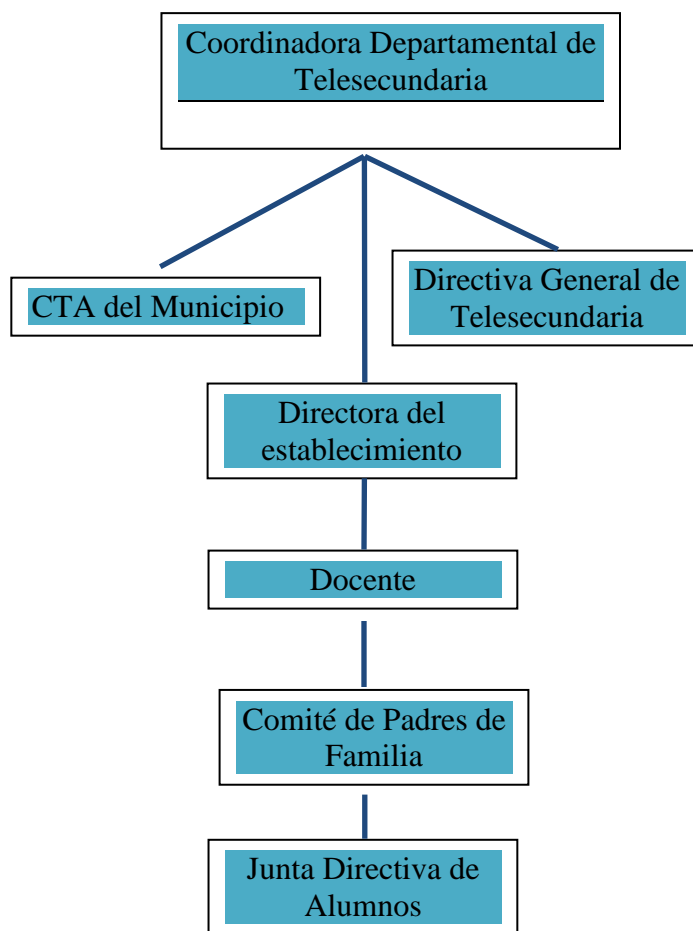 Coordinadora Departamental de
Telesecundaria
CTA del Municipio
Directiva General de
Telesecundaria
Directora del
establecimiento
Docente
Comité de Padres de
Familia
Junta Directiva de
Alumnos